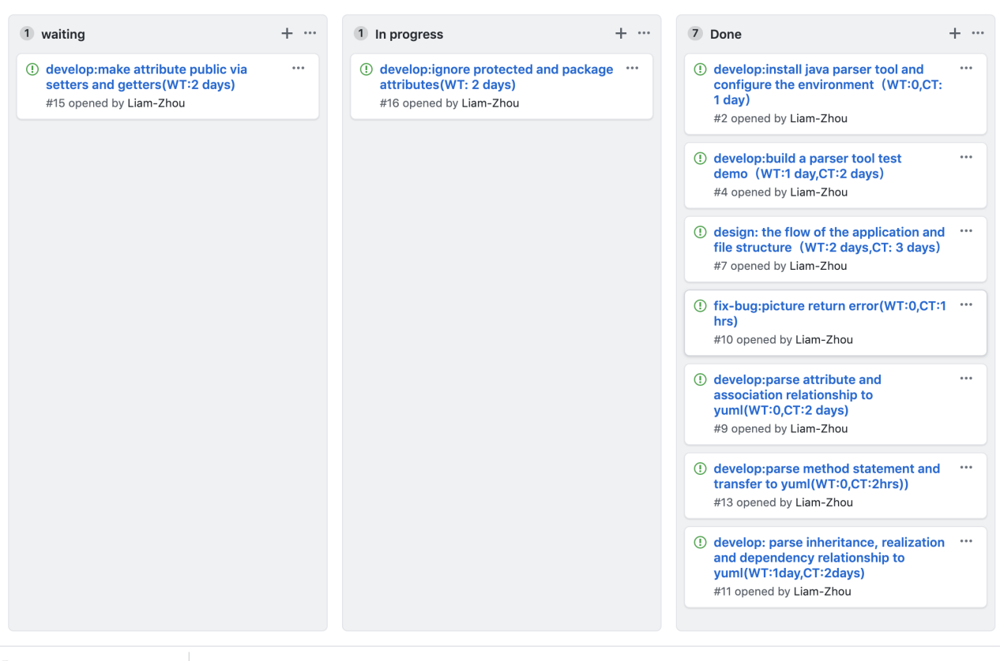 1 waiting
develop:make attribute public via
setters and getters(WT:2 days)
#15 opened by Liam-Zhou
1 In progress
develop:ignore protected and package
attributes(WT: 2 days)
#16 opened by Liam-Zhou
7 Done
develop:install java parser tool and
configure the environment（WT:0,CT:
1 day）
#2 opened by Liam-Zhou
develop:build a parser tool test
demo（WT:1 day,CT:2 days）
#4 opened by Liam-Zhou
design: the flow of the application and
file structure（WT:2 days,CT: 3 days）
#7 opened by Liam-Zhou
fix-bug:picture return error(WT:0,CT:1
hrs)
#10 opened by Liam-Zhou
develop:parse attribute and
association relationship to
yuml(WT:0,CT:2 days)
#9 opened by Liam-Zhou
develop:parse method statement and
transfer to yuml(WT:0,CT:2hrs))
#13 opened by Liam-Zhou
develop: parse inheritance, realization
and dependency relationship to
yuml(WT:1day,CT:2days)
#11 opened by Liam-Zhou